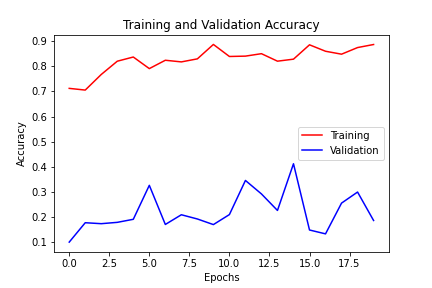 Training and Validation Accuracy
Accuracy
0.9
0.8
0.7
0.6
0.5
0.4
0.3
0.2
0.1
Training
Validation
0.0 2.5 5.0 7.5 10.0 12.5 15.0 17.5
Epochs